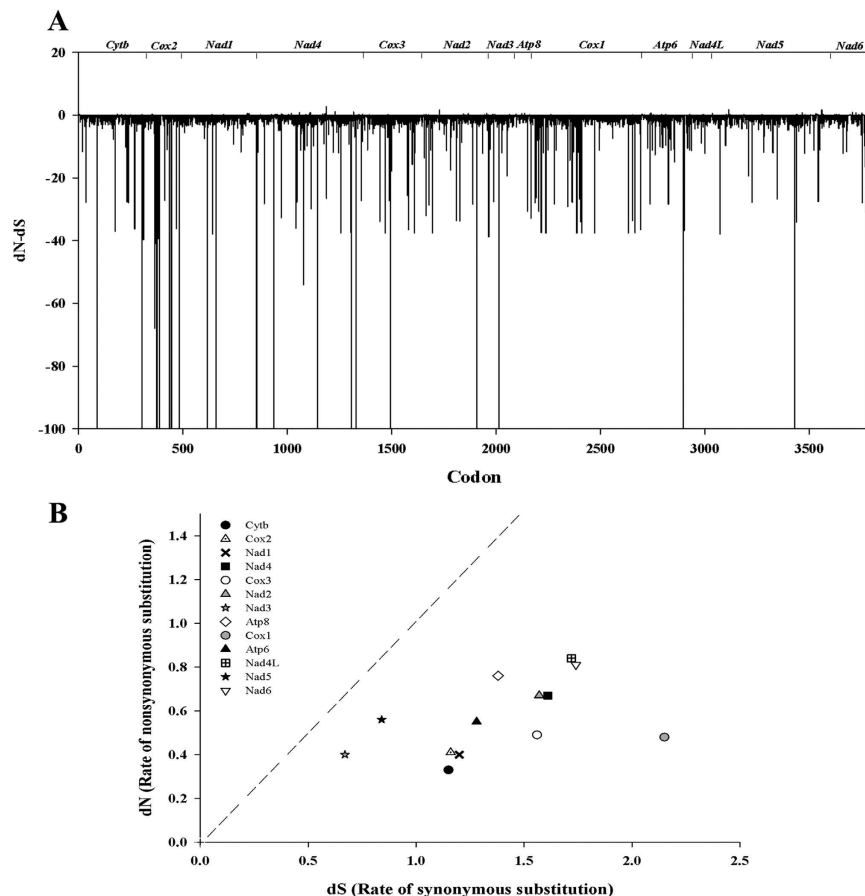 A
Cytb Cox2 Nad1 Nad4 Cox3 Nad2 Nad3 Atp8 Cox1 Atp6 Nad4L Nad5 Nad6
20
0
-20
-40
-60
-80
-100
dN-dS
0 500 1000 1500 2000 2500 3000 3500
Codon
B
Cytb
Cox2
Nad1
Nad4
Cox3
Nad2
Nad3
Atp8
Cox1
Atp6
Nad4L
Nad5
Nad6
1.4
1.2
1.0
0.8
0.6
0.4
0.2
0.0
dN (Rate of nonsynonymous substitution)
0.0 0.5 1.0 1.5 2.0 2.5
dS (Rate of synonymous substitution)